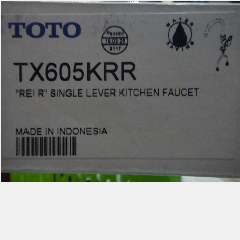 TOTO
TX605KRR
"REI R" SINGLE LEVER KITCHEN FAUCET
MADE IN INDONESIA